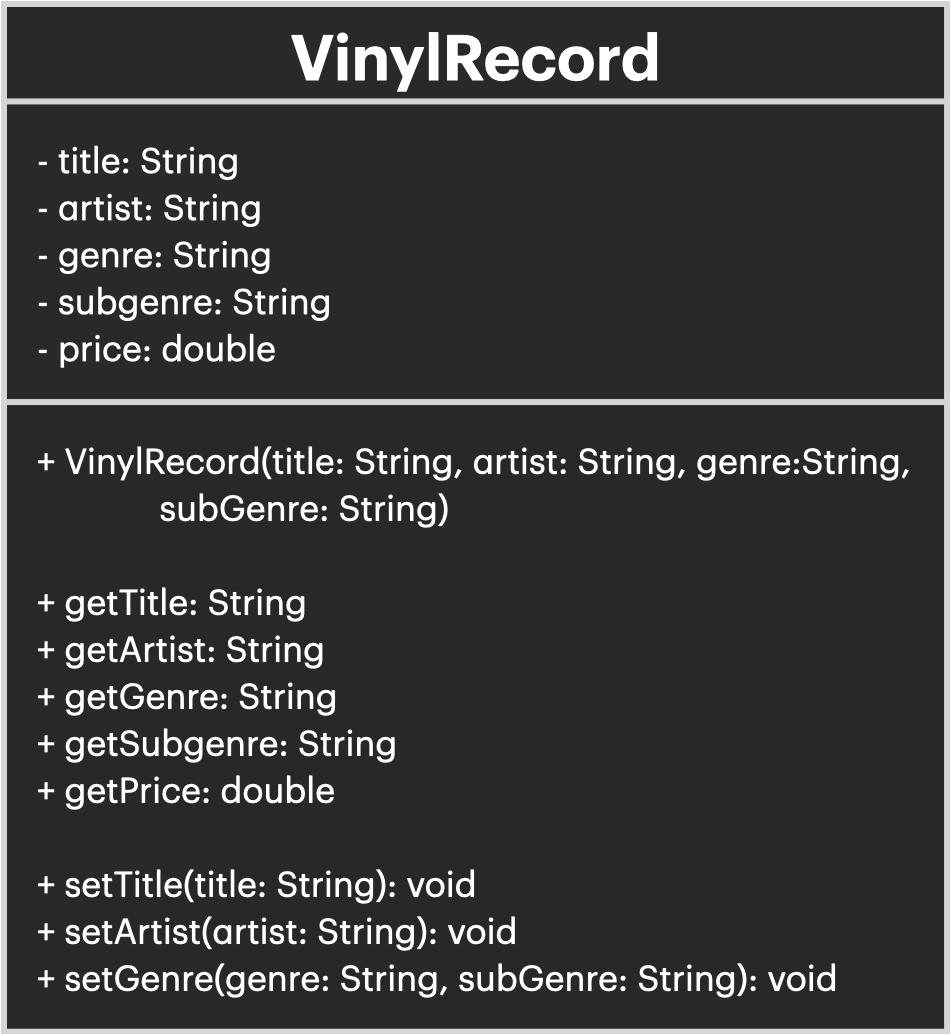 VinylRecord
- title: String
- artist: String
- genre: String
- subgenre: String
- price: double
+ VinylRecord(title: String, artist: String, genre:String,
subGenre: String)
+ getTitle: String
+ getArtist: String
+ getGenre: String
+ getSubgenre: String
+ getPrice: double
+ setTitle(title: String): void
+ setArtist(artist: String): void
+ setGenre(genre: String, subGenre: String): void